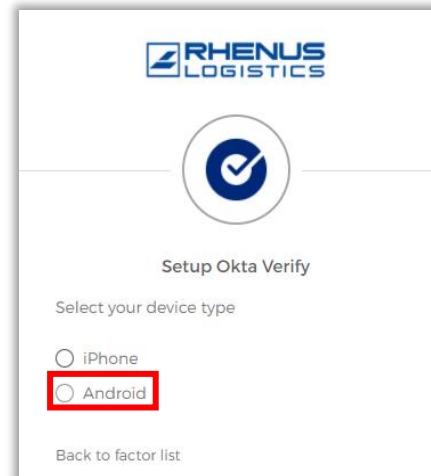 RHENUS
LOGISTICS
Setup Okta Verify
Select your device type
iPhone
Android
Back to factor list